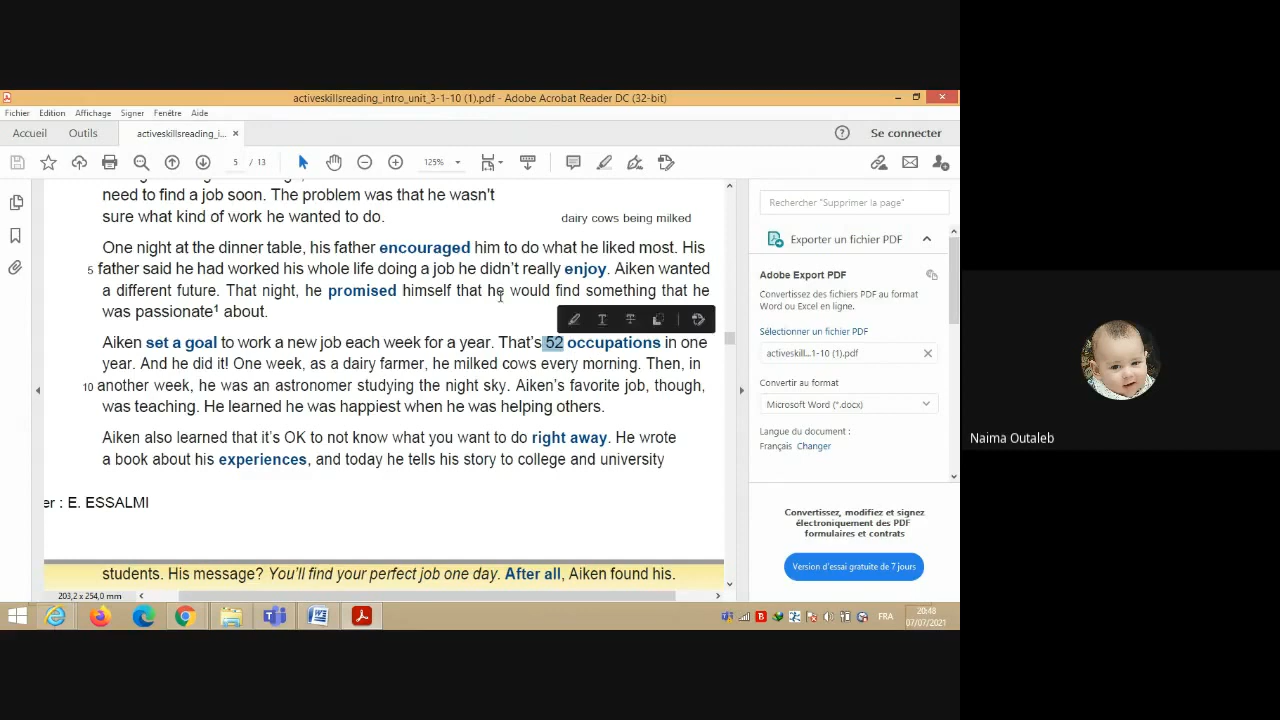 activeskillsreading_intro_unit_3-1-10 (1).pdf - Adobe Acrobat Reader DC (32-bit)
Fichier Edition Affichage Signer Fenêtre Aide
Accueil Outils activeskillsreading_i... Se connecter
5 / 13 125%
need to find a job soon. The problem was that he wasn't
sure what kind of work he wanted to do.
dairy cows being milked
One night at the dinner table, his father encouraged him to do what he liked most. His
5 father said he had worked his whole life doing a job he didn't really enjoy. Aiken wanted
a different future. That night, he promised himself that he would find something that he
was passionate¹ about.
Aiken set a goal to work a new job each week for a year. That's 52 occupations in one
year. And he did it! One week, as a dairy farmer, he milked cows every morning. Then, in
10 another week, he was an astronomer studying the night sky. Aiken's favorite job, though,
was teaching. He learned he was happiest when he was helping others.
Aiken also learned that it's OK to not know what you want to do right away. He wrote
a book about his experiences, and today he tells his story to college and university
er : E. ESSALMI
students. His message? You'll find your perfect job one day. After all, Aiken found his.
203,2 x 254,0 mm
Rechercher "Supprimer la page"
Exporter un fichier PDF
Adobe Export PDF
Convertissez des fichiers PDF au format
Word ou Excel en ligne.
Sélectionner un fichier PDF
activeskill...1-10 (1).pdf
Convertir au format
Microsoft Word (*.docx)
Langue du document :
Français Changer
Convertissez, modifiez et signez
électroniquement des PDF
formulaires et contrats
Version d'essai gratuite de 7 jours
FRA
20:48
07/07/2021
Naima Outaleb